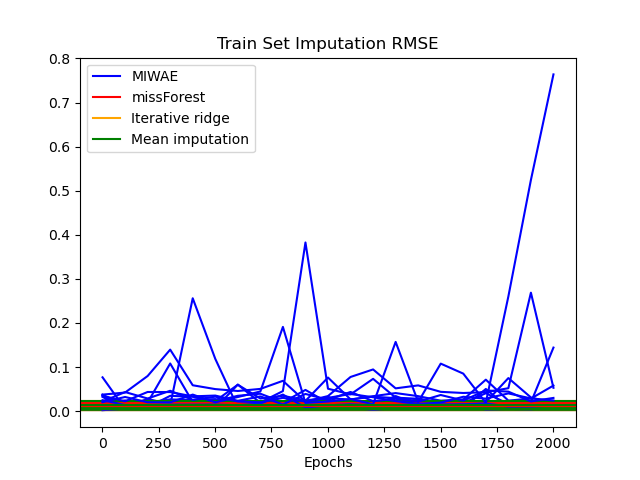 Train Set Imputation RMSE
0.8
0.7
0.6
0.5
0.4
0.3
0.2
0.1
0.0
MIWAE
missForest
Iterative ridge
Mean imputation
0 250 500 750 1000 1250 1500 1750 2000
Epochs